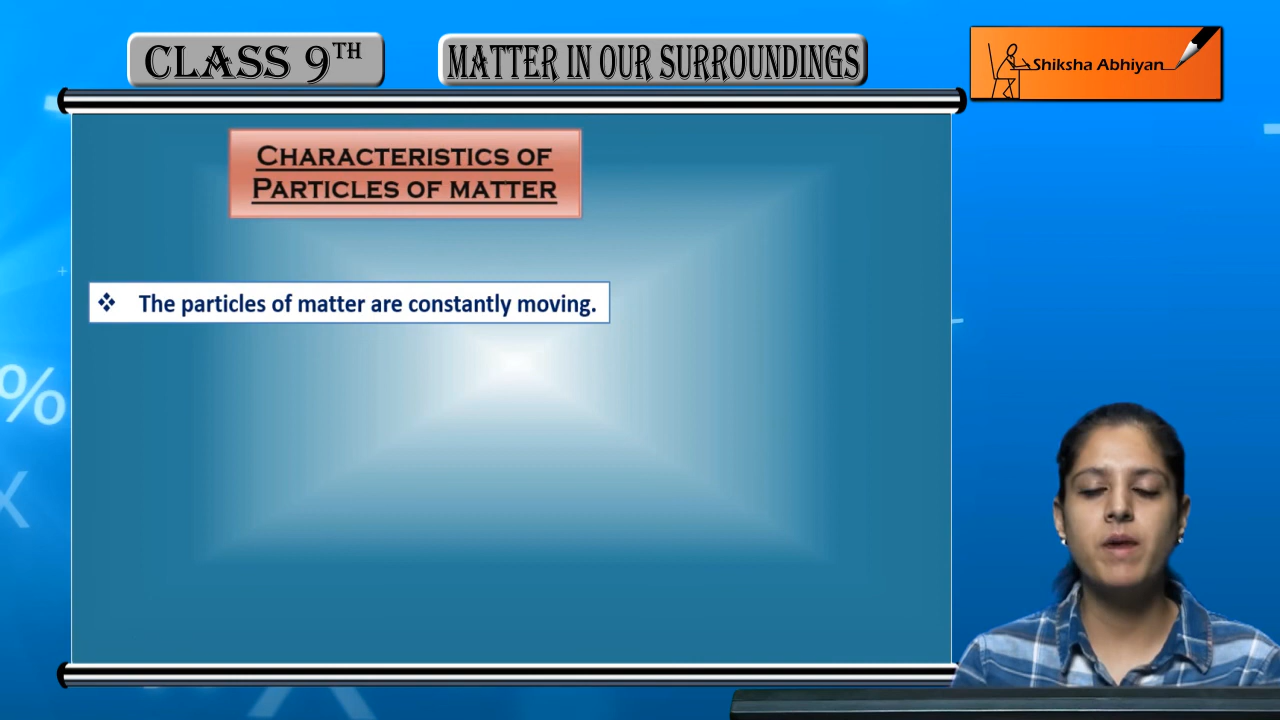 CLASS 9TH
MATTER IN OUR SURROUNDINGS
Shiksha Abhiyan
CHARACTERISTICS OF
PARTICLES OF MATTER
❖ The particles of matter are constantly moving.
%
X